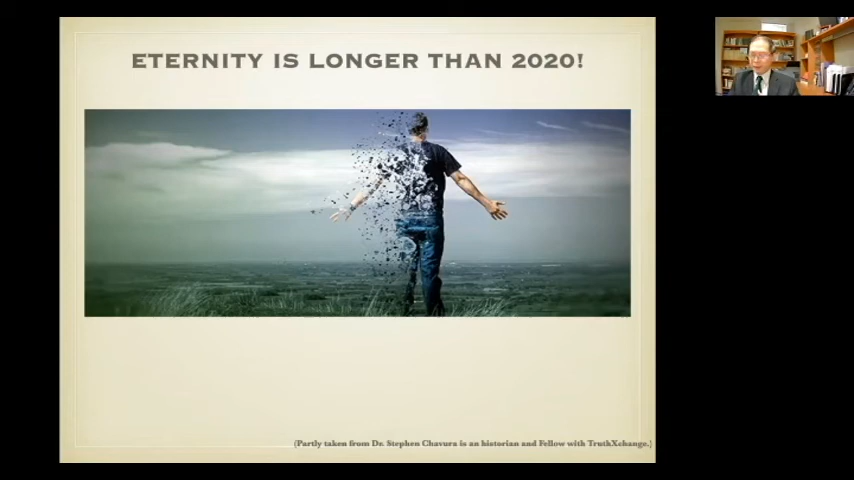 ETERNITY IS LONGER THAN 2020!
(Partly taken from Dr. Stephen Chavura is an historian and Fellow with TruthXchange.)